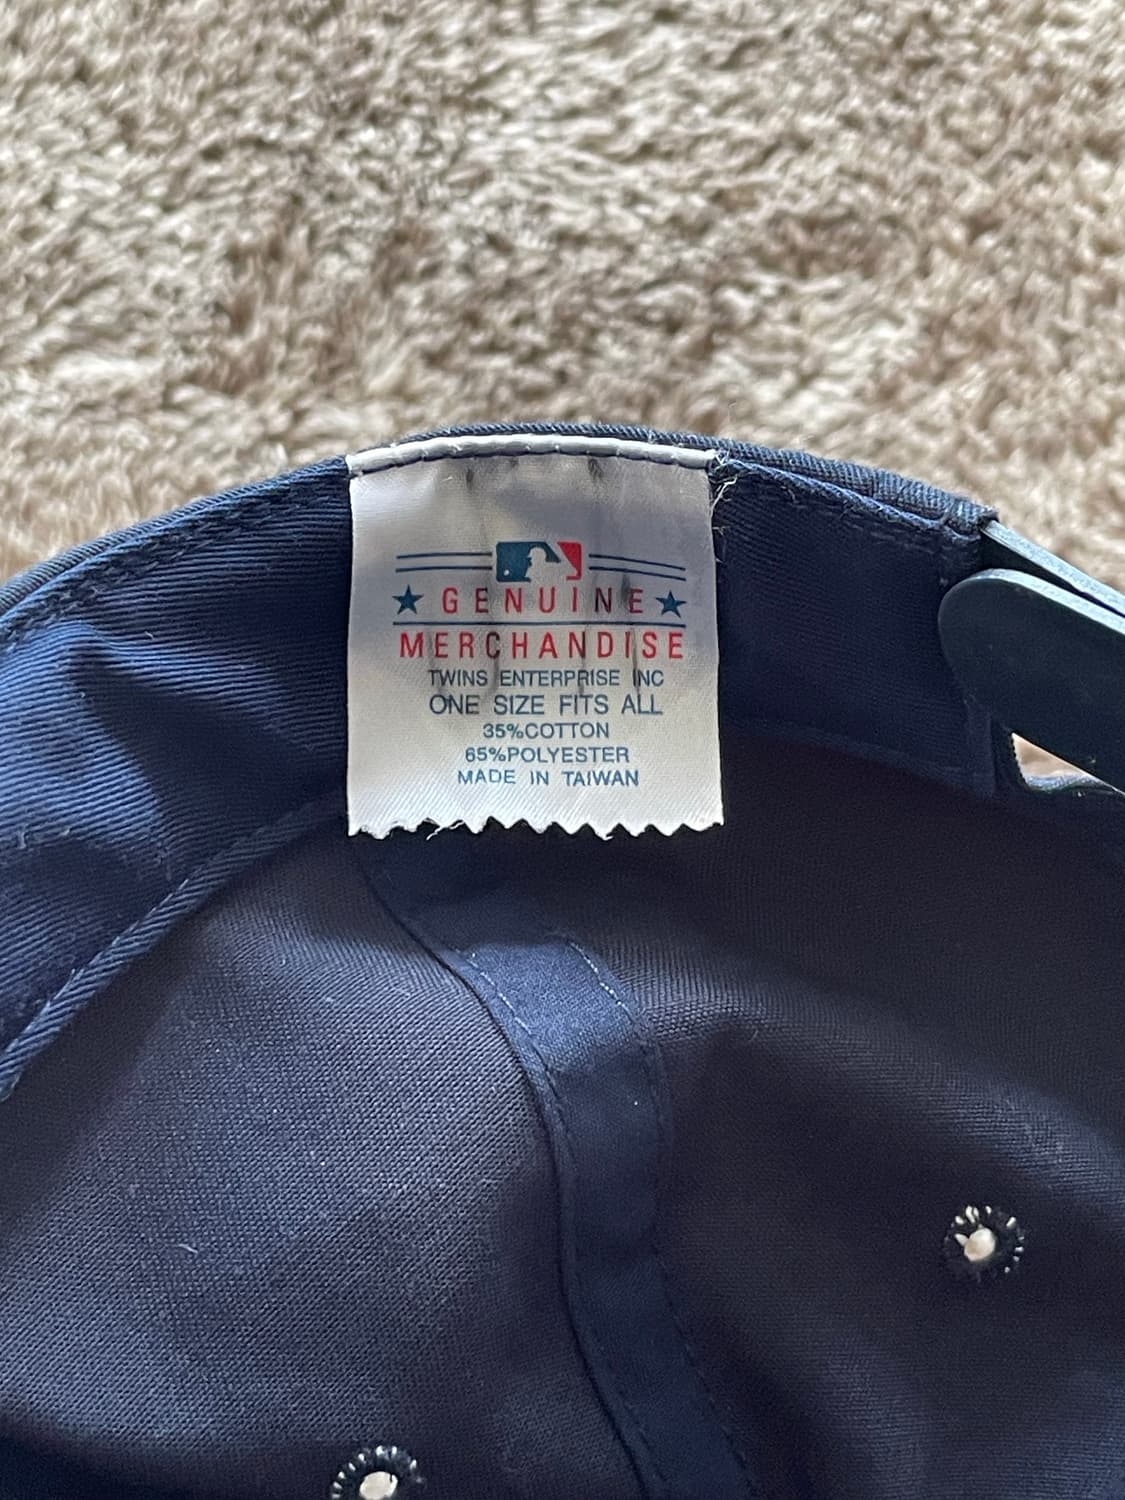 GENUINE
MERCHANDISE
TWINS ENTERPRISE INC
ONE SIZE FITS ALL
35%COTTON
65%POLYESTER
MADE IN TAIWAN